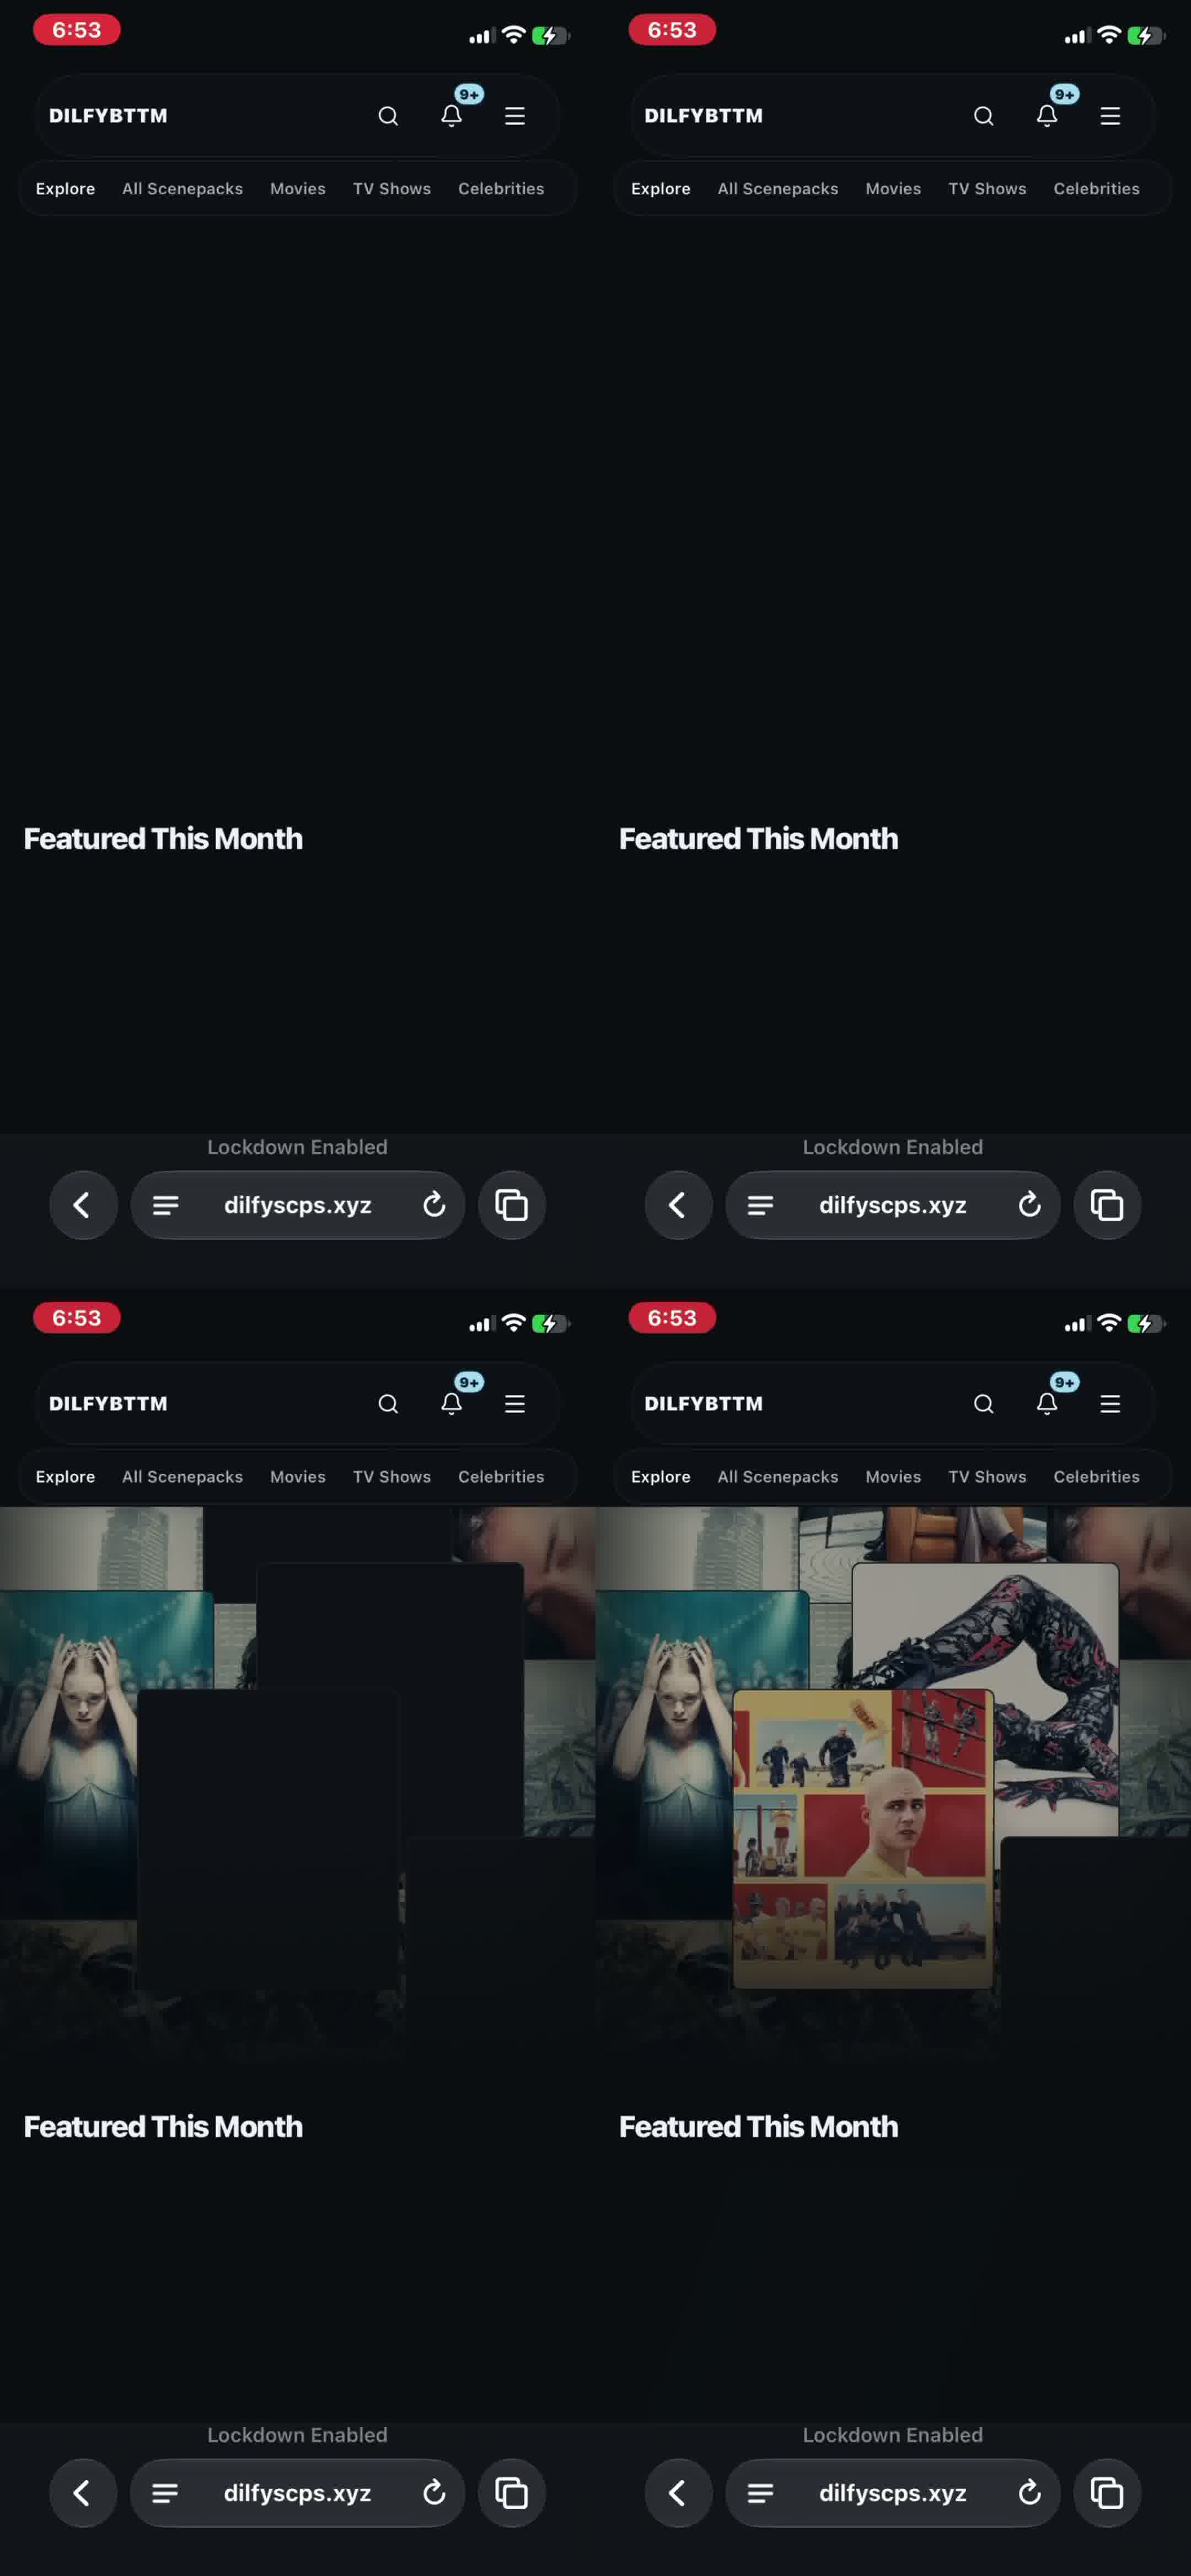 6:53
9+
DILFYBTTM
Explore All Scenepacks Movies TV Shows Celebrities
Featured This Month
Lockdown Enabled
dilfyscps.xyz
6:53
9+
DILFYBTTM
Explore All Scenepacks Movies TV Shows Celebrities
Featured This Month
Lockdown Enabled
dilfyscps.xyz
6:53
9+
DILFYBTTM
Explore All Scenepacks Movies TV Shows Celebrities
Featured This Month
Lockdown Enabled
dilfyscps.xyz
6:53
9+
DILFYBTTM
Explore All Scenepacks Movies TV Shows Celebrities
Featured This Month
Lockdown Enabled
dilfyscps.xyz